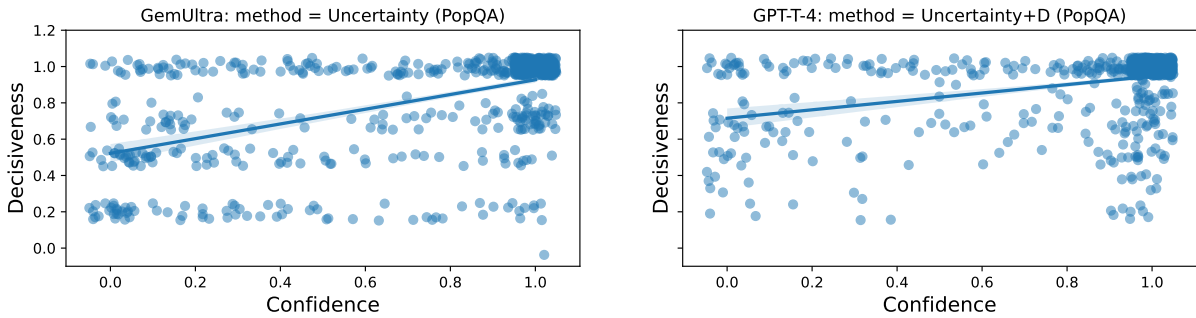 GemUltra: method = Uncertainty (PopQA)
1.2
1.0
0.8
0.6
0.4
0.2
0.0
Decisiveness
0.0 0.2 0.4 0.6 0.8 1.0
Confidence
GPT-T-4: method = Uncertainty+D (PopQA)
Decisiveness
0.0 0.2 0.4 0.6 0.8 1.0
Confidence